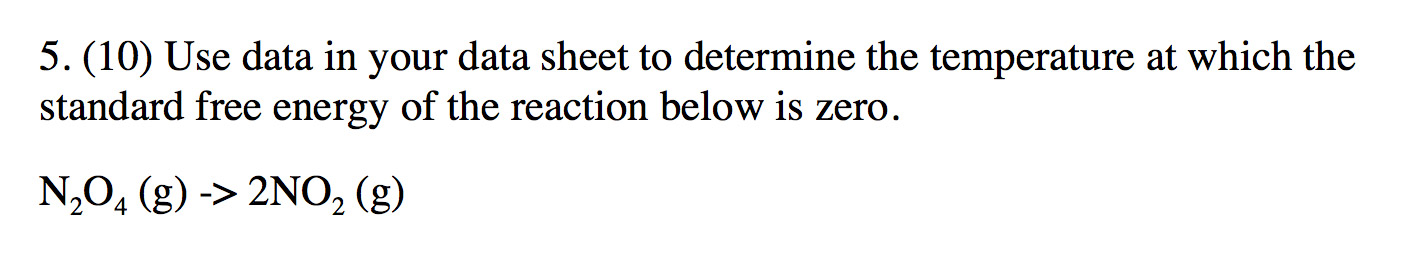 5. (10) Use data in your data sheet to determine the temperature at which the
standard free energy of the reaction below is zero.
N₂O₄ (g) -> 2NO₂ (g)